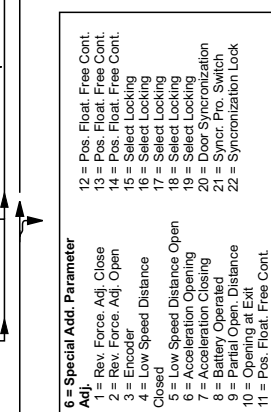 6 = Special Add. Parameter
Adj.
1 = Rev. Force. Adj. Close
2 = Rev. Force. Adj. Open
3 = Encoder
4 = Low Speed Distance
Closed
5 = Low Speed Distance Open
6 = Acceleration Opening
7 = Acceleration Closing
8 = Battery Operated
9 = Partial Open. Distance
10 = Opening at Exit
11 = Pos. Float. Free Cont.
12 = Pos. Float. Free Cont.
13 = Pos. Float. Free Cont.
14 = Pos. Float. Free Cont.
15 = Select Locking
16 = Select Locking
17 = Select Locking
18 = Select Locking
19 = Select Locking
20 = Door Syncronization
21 = Syncr. Pro. Switch
22 = Syncronization Lock